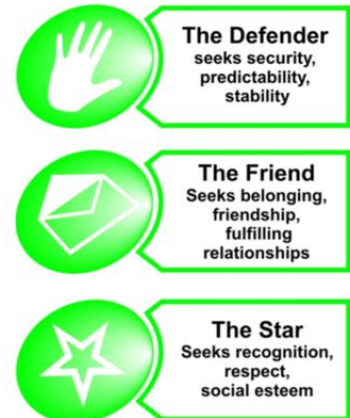 The Defender
seeks security,
predictability,
stability
The Friend
Seeks belonging,
friendship,
fulfilling
relationships
The Star
Seeks recognition,
respect,
social esteem